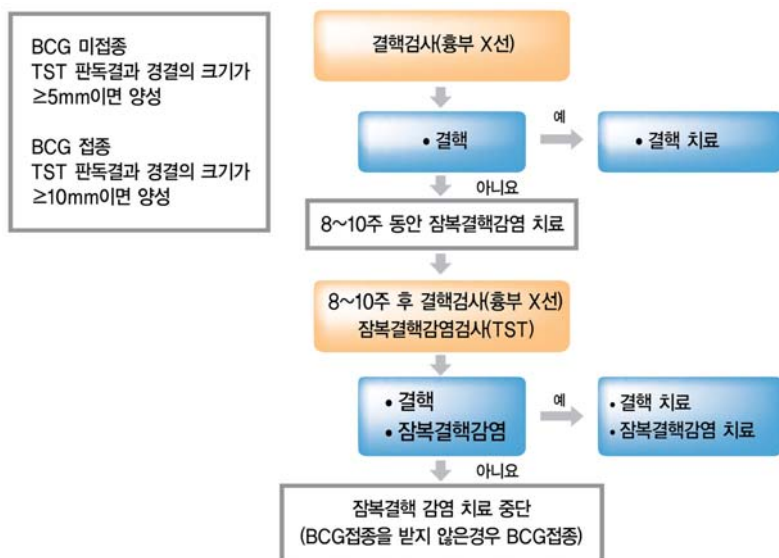 BCG 미접종
TST 판독결과 경결의 크기가
≥5mm이면 양성
BCG 접종
TST 판독결과 경결의 크기가
≥10mm이면 양성
결핵검사(흉부 X선)
• 결핵
예
• 결핵 치료
아니요
8~10주 동안 잠복결핵감염 치료
8~10주 후 결핵검사(흉부 X선)
잠복결핵감염검사(TST)
• 결핵
• 잠복결핵감염
예
• 결핵 치료
• 잠복결핵감염 치료
아니요
잠복결핵 감염 치료 중단
(BCG접종을 받지 않은경우 BCG접종)